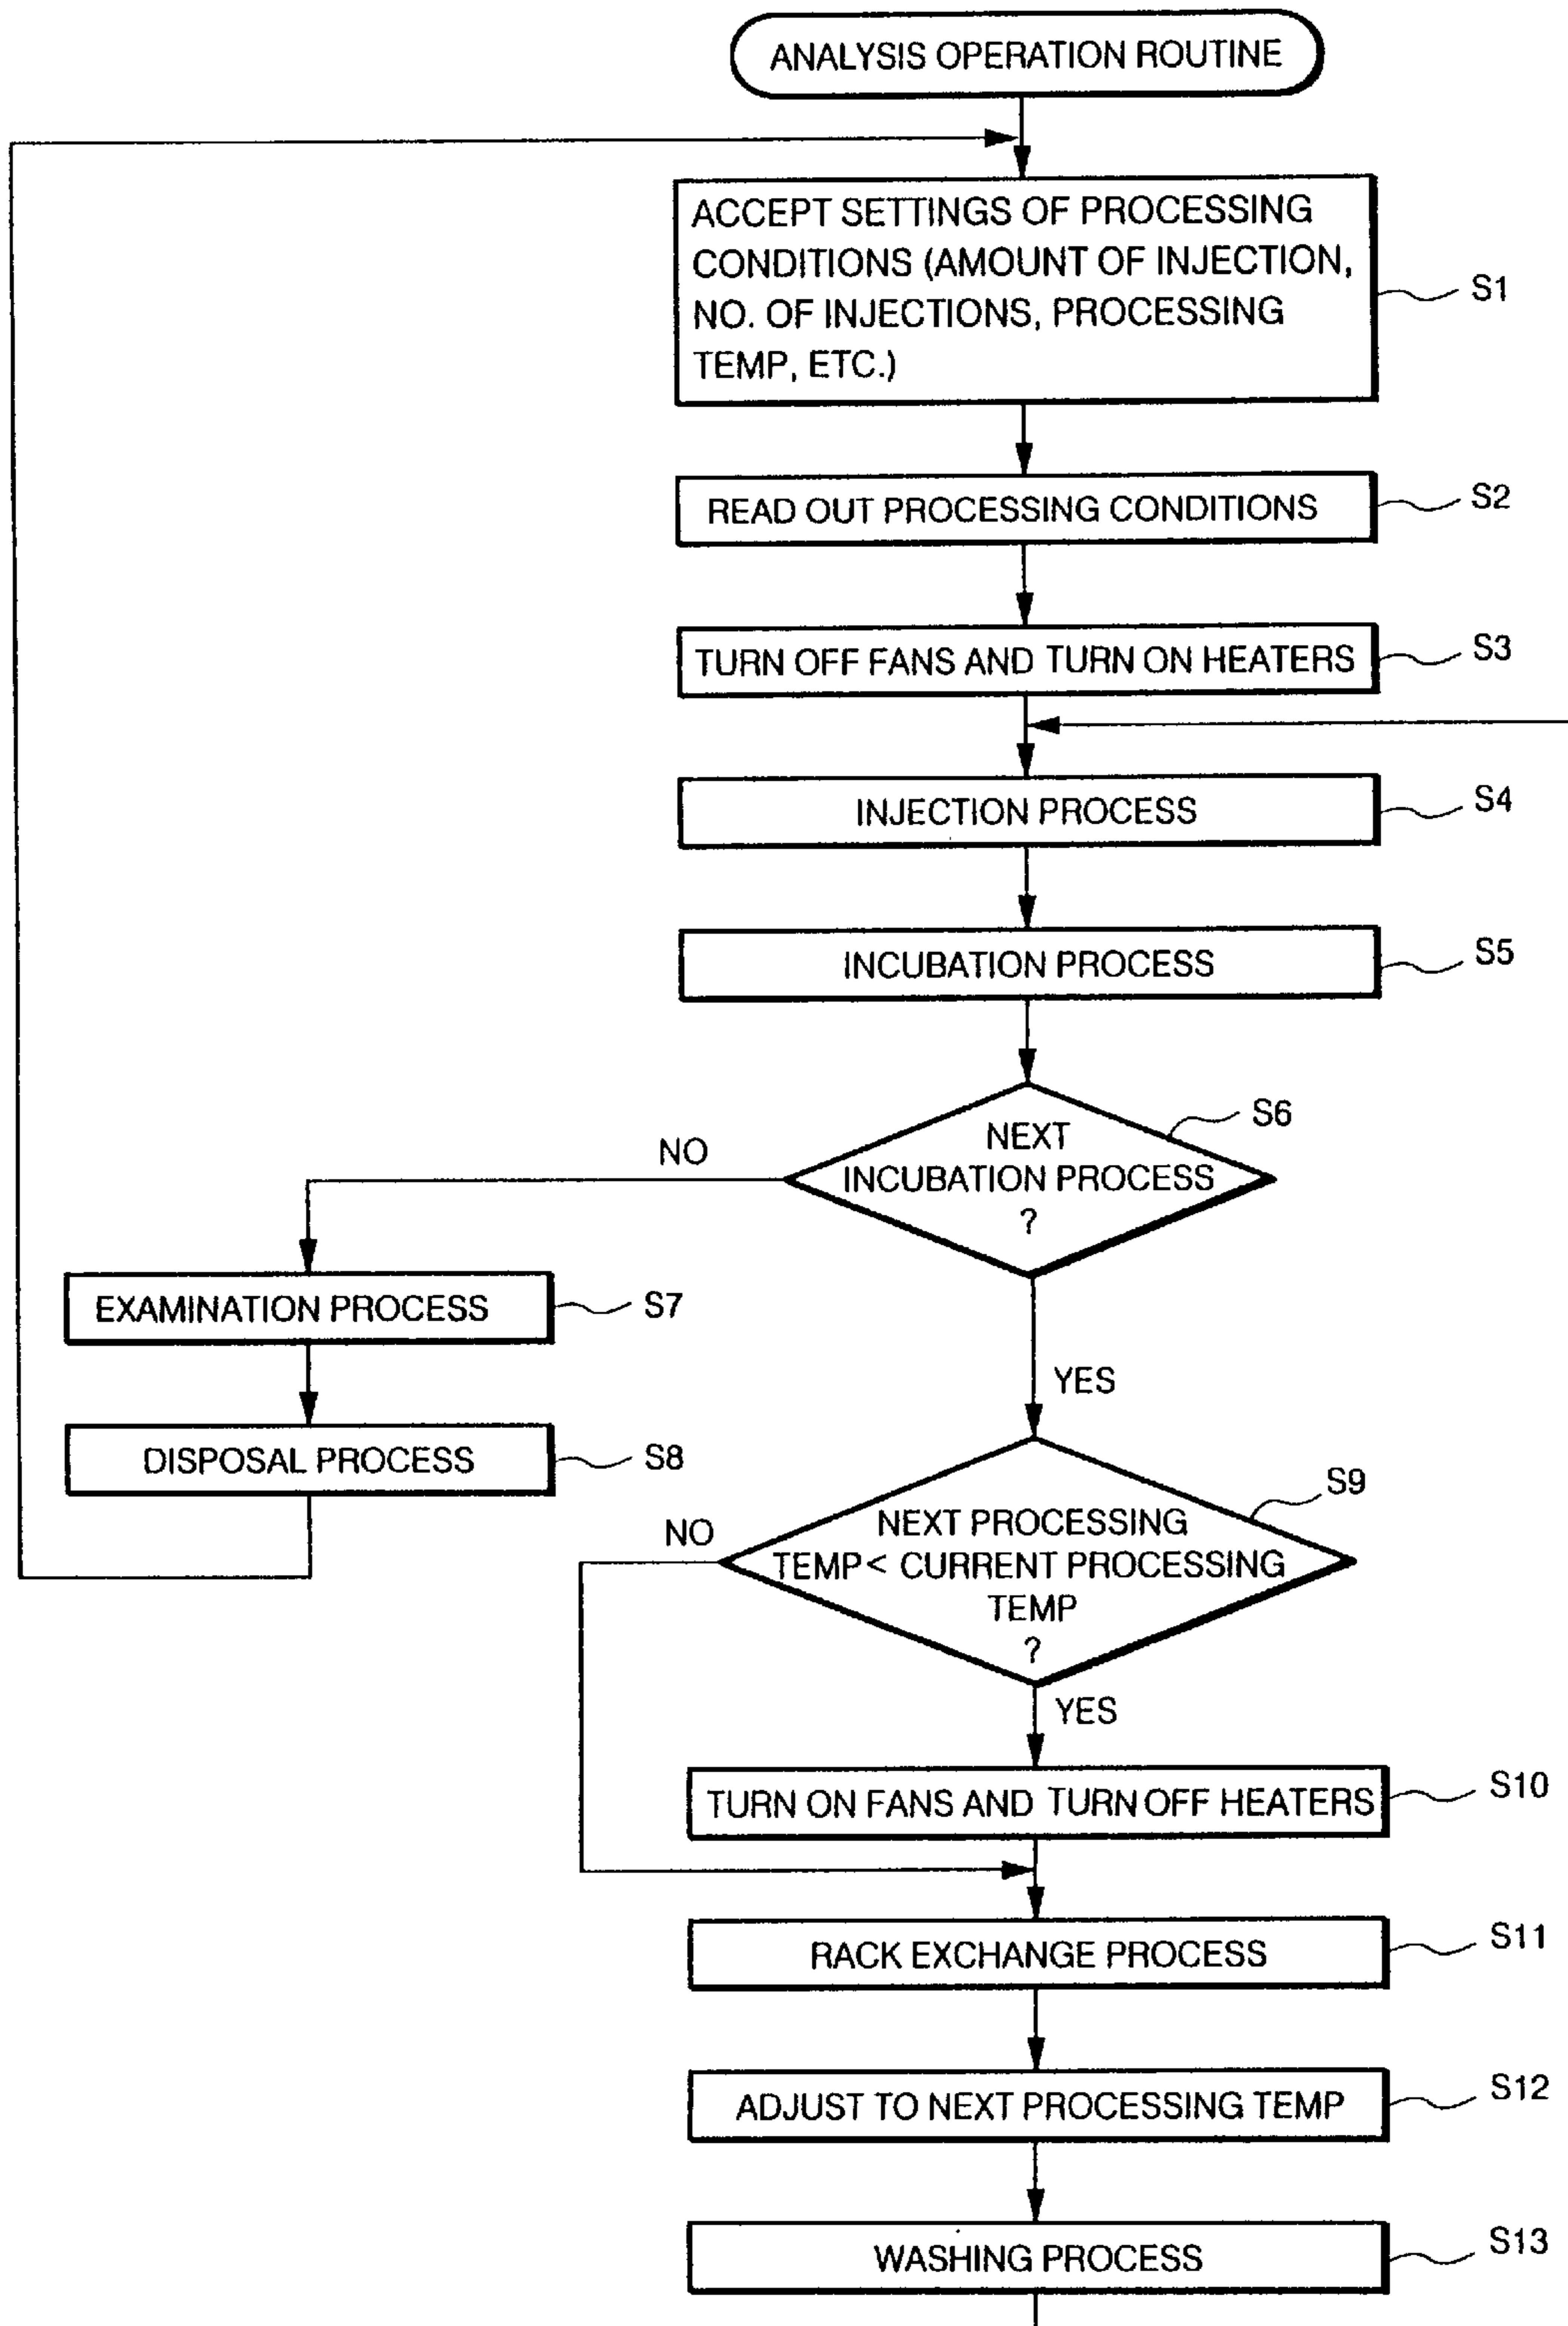 ANALYSIS OPERATION ROUTINE
ACCEPT SETTINGS OF PROCESSING
CONDITIONS (AMOUNT OF INJECTION,
NO. OF INJECTIONS, PROCESSING
TEMP, ETC.)
S1
READ OUT PROCESSING CONDITIONS
S2
TURN OFF FANS AND TURN ON HEATERS
S3
INJECTION PROCESS
S4
INCUBATION PROCESS
S5
NEXT
INCUBATION PROCESS
?
S6
NO
YES
EXAMINATION PROCESS
S7
DISPOSAL PROCESS
S8
NEXT PROCESSING
TEMP< CURRENT PROCESSING
TEMP
?
S9
NO
YES
TURN ON FANS AND TURN OFF HEATERS
S10
RACK EXCHANGE PROCESS
S11
ADJUST TO NEXT PROCESSING TEMP
S12
WASHING PROCESS
S13